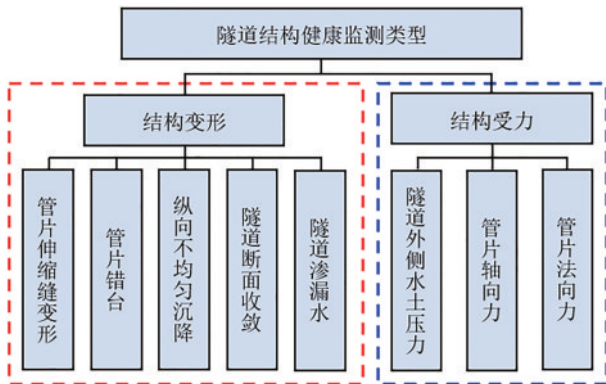 隧道结构健康监测类型
结构变形
结构受力
管片伸缩缝变形
管片错台
纵向不均匀沉降
隧道断面收敛
隧道渗漏水
隧道外侧水土压力
管片轴向力
管片法向力